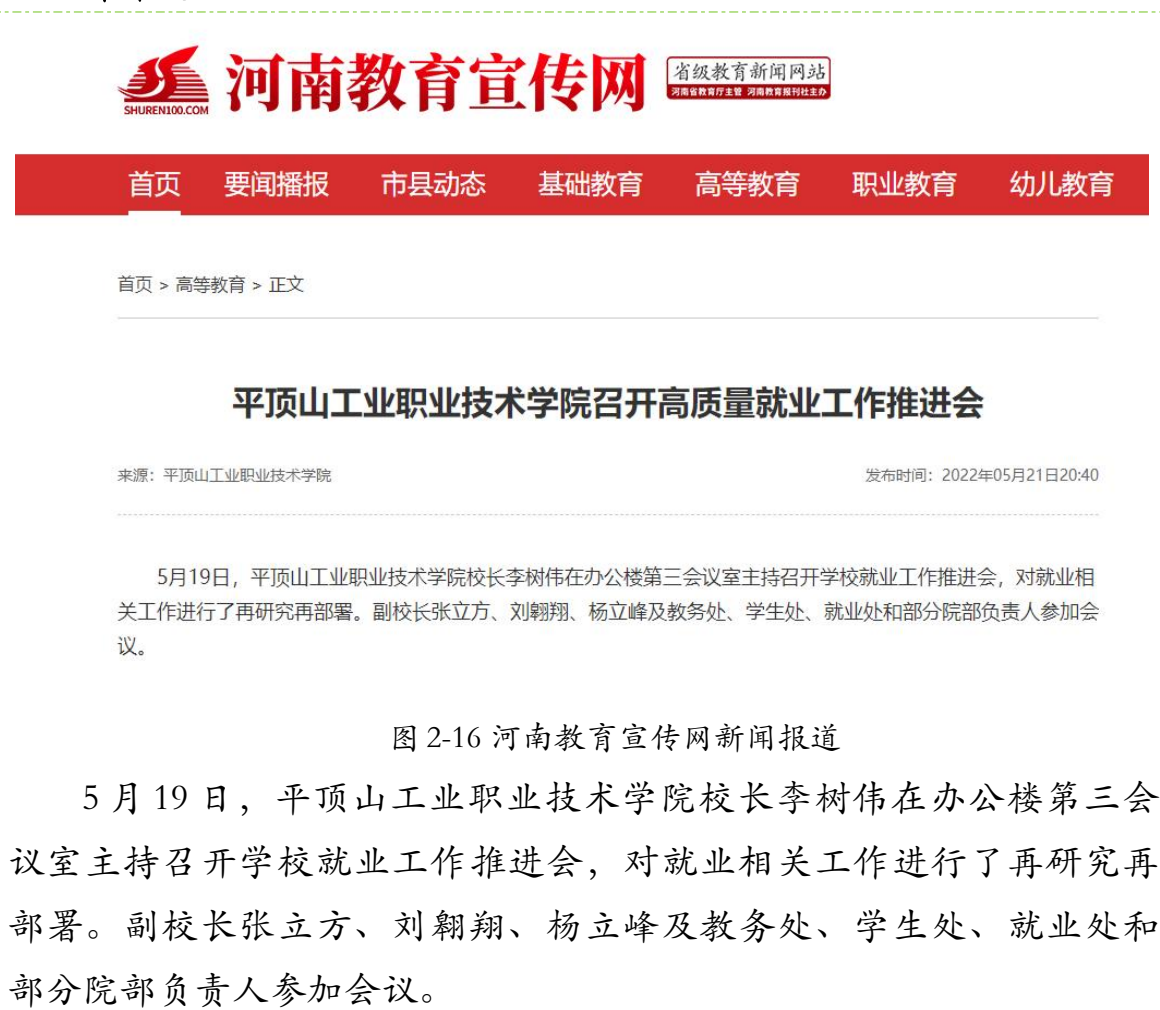 河南教育宣传网
省级教育新闻网站
SHUREN100.COM
河南省教育厅主管 河南教育报刊社主办
首页 要闻播报 市县动态 基础教育 高等教育 职业教育 幼儿教育
首页 > 高等教育 > 正文
平顶山工业职业技术学院召开高质量就业工作推进会
来源：平顶山工业职业技术学院 发布时间：2022年05月21日20:40
5月19日，平顶山工业职业技术学院校长李树伟在办公楼第三会议室主持召开学校就业工作推进会，对就业相
关工作进行了再研究再部署。副校长张立方、刘翱翔、杨立峰及教务处、学生处、就业处和部分院部负责人参加会
议。
图 2-16 河南教育宣传网新闻报道
5 月 19 日，平顶山工业职业技术学院校长李树伟在办公楼第三会
议室主持召开学校就业工作推进会，对就业相关工作进行了再研究再
部署。副校长张立方、刘翱翔、杨立峰及教务处、学生处、就业处和
部分院部负责人参加会议。